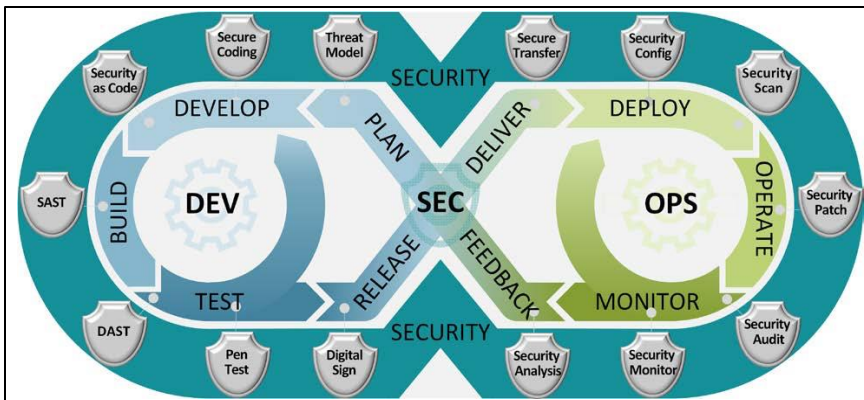 Secure
Coding
Threat
Model
Secure
Transfer
Security
Config
Security
as Code
SECURITY
Security
Scan
DEVELOP
PLAN
DELIVER
DEPLOY
SAST
BUILD
DEV
SEC
OPS
OPERATE
Security
Patch
TEST
RELEASE
FEEDBACK
MONITOR
DAST
SECURITY
Security
Audit
Pen
Test
Digital
Sign
Security
Analysis
Security
Monitor